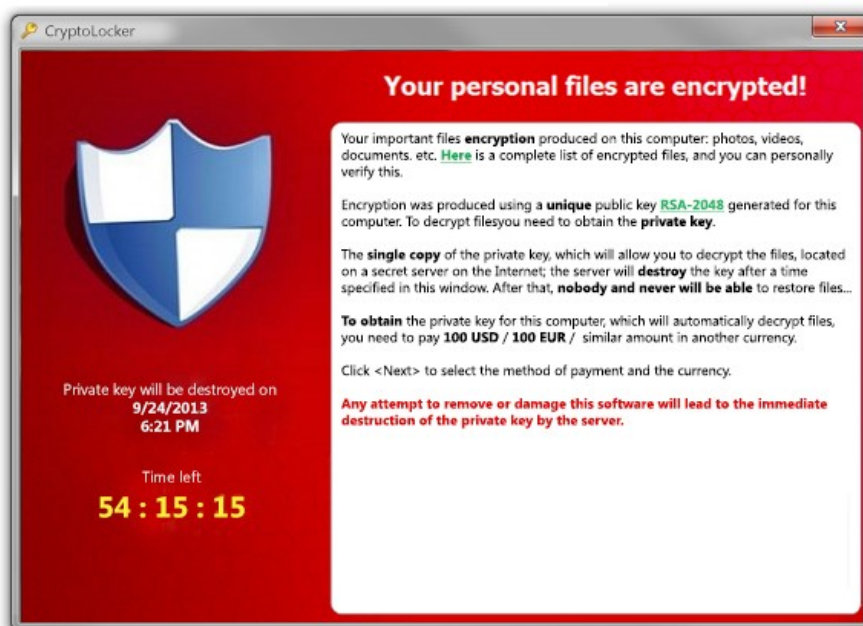 CryptoLocker
Your personal files are encrypted!
Your important files encryption produced on this computer: photos, videos,
documents. etc. Here is a complete list of encrypted files, and you can personally
verify this.
Encryption was produced using a unique public key RSA-2048 generated for this
computer. To decrypt filesyou need to obtain the private key.
The single copy of the private key, which will allow you to decrypt the files, located
on a secret server on the Internet; the server will destroy the key after a time
specified in this window. After that, nobody and never will be able to restore files...
To obtain the private key for this computer, which will automatically decrypt files,
you need to pay 100 USD / 100 EUR / similar amount in another currency.
Click <Next> to select the method of payment and the currency.
Any attempt to remove or damage this software will lead to the immediate
destruction of the private key by the server.
Private key will be destroyed on
9/24/2013
6:21 PM
Time left
54 : 15 : 15